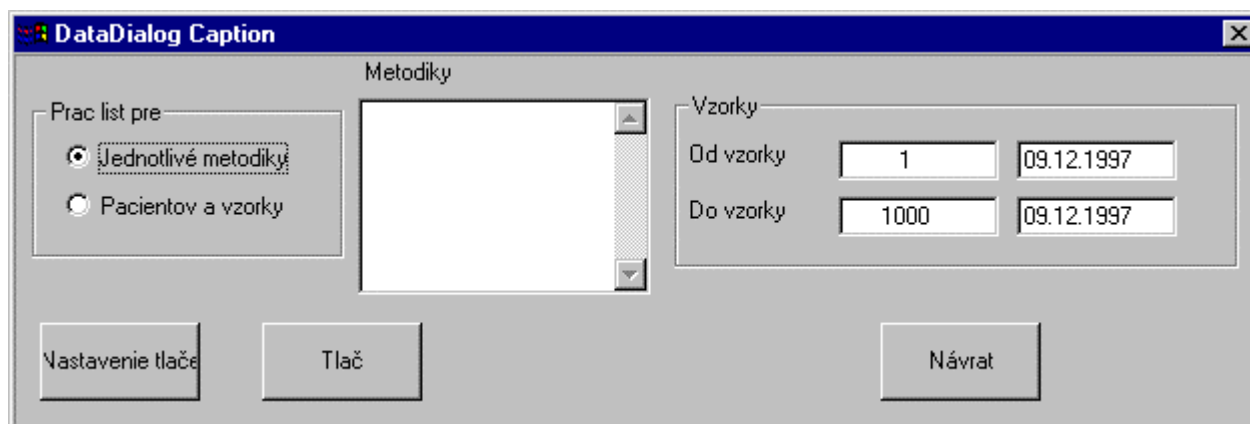 DataDialog Caption
Metodiky
Prac list pre
Jednotlivé metodiky
Pacientov a vzorky
Vzorky
Od vzorky 1 09.12.1997
Do vzorky 1000 09.12.1997
Nastavenie tlače
Tlač
Návrat